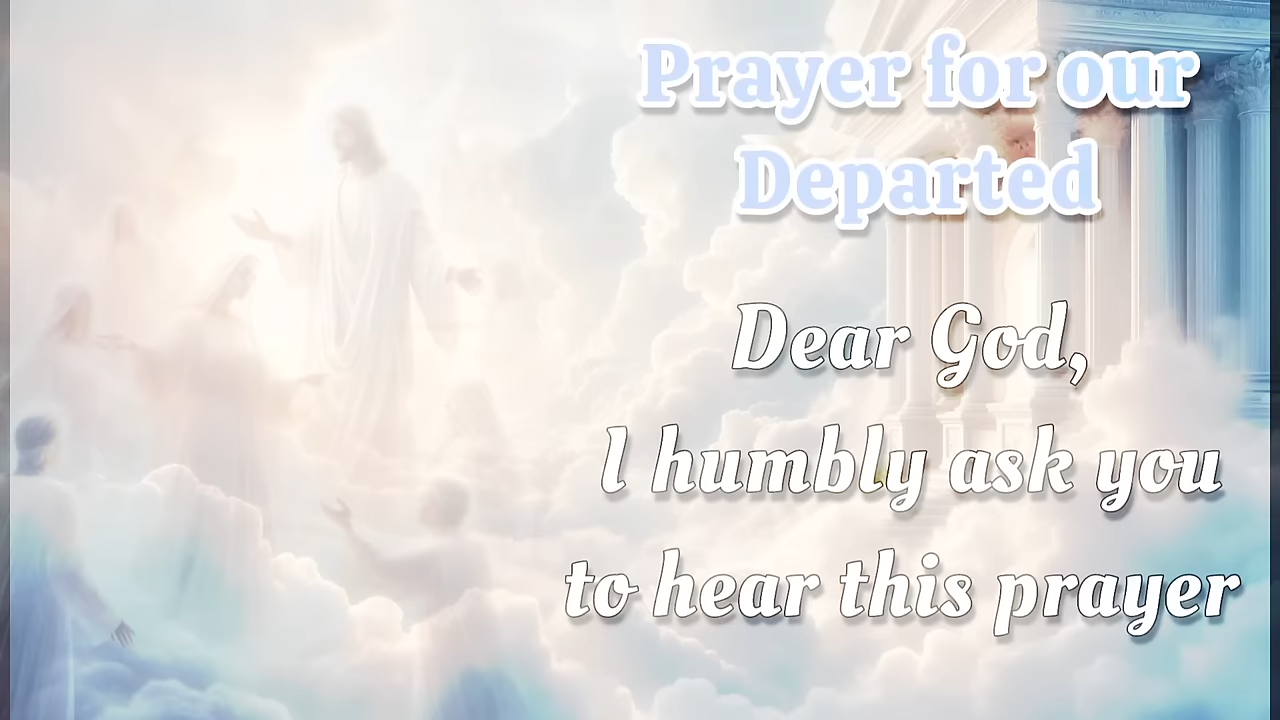 Prayer for our
Departed
Dear God,
I humbly ask you
to hear this prayer